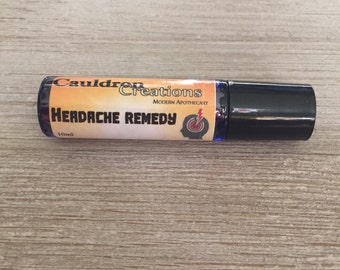 Cauldron
Creations
Modern Apothecary
Headache Remedy
10ml